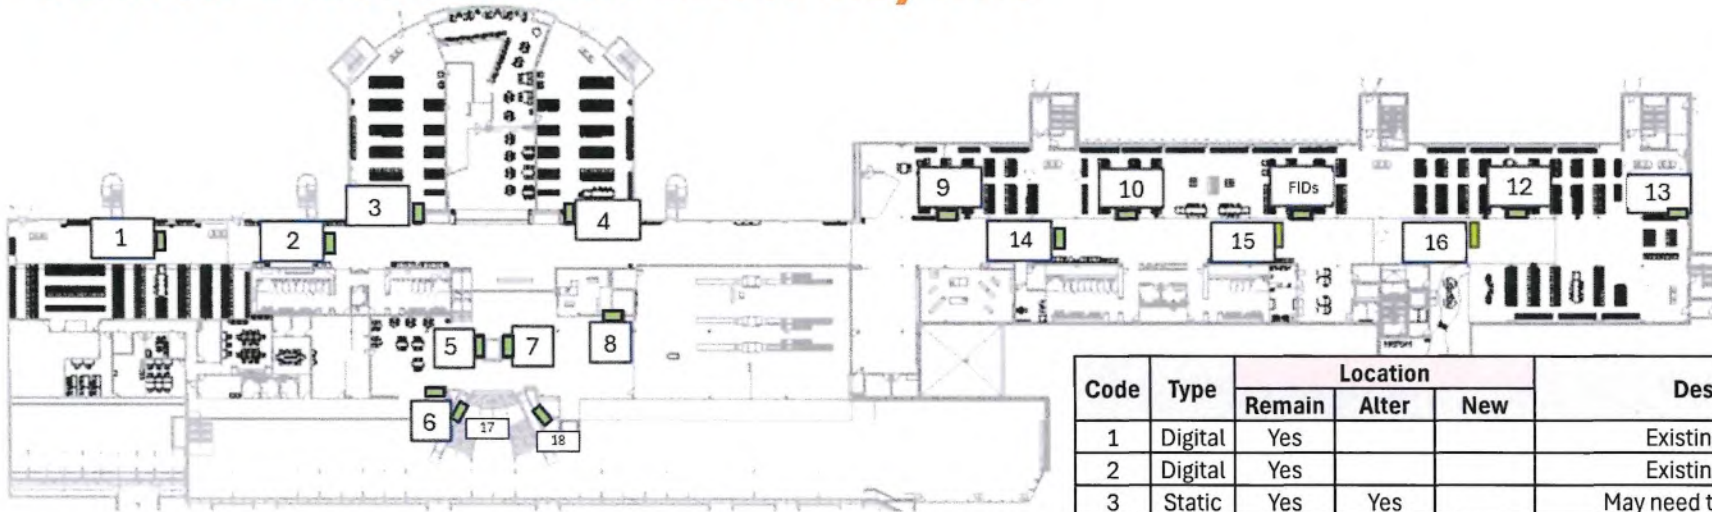 9
10
FIDs
12
13
3
4
1
2
14
15
16
5
7
8
6
17
18
Code Type Location Des
Remain Alter New
1 Digital Yes Existin
2 Digital Yes Existin
3 Static Yes Yes May need t